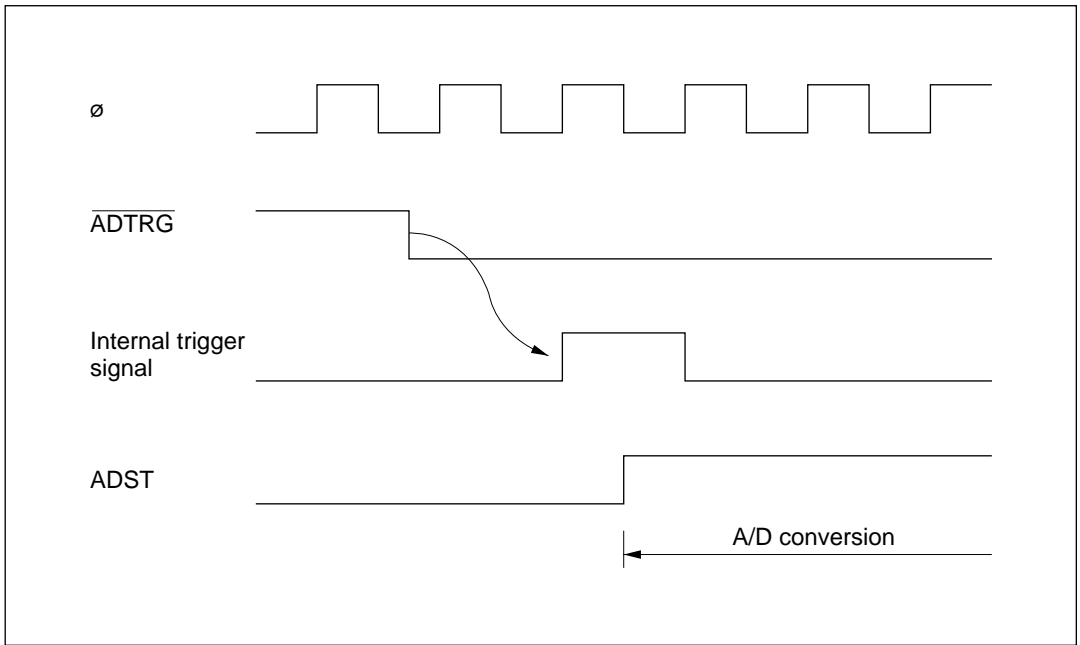 ø
ADTRG
Internal trigger
signal
ADST
A/D conversion